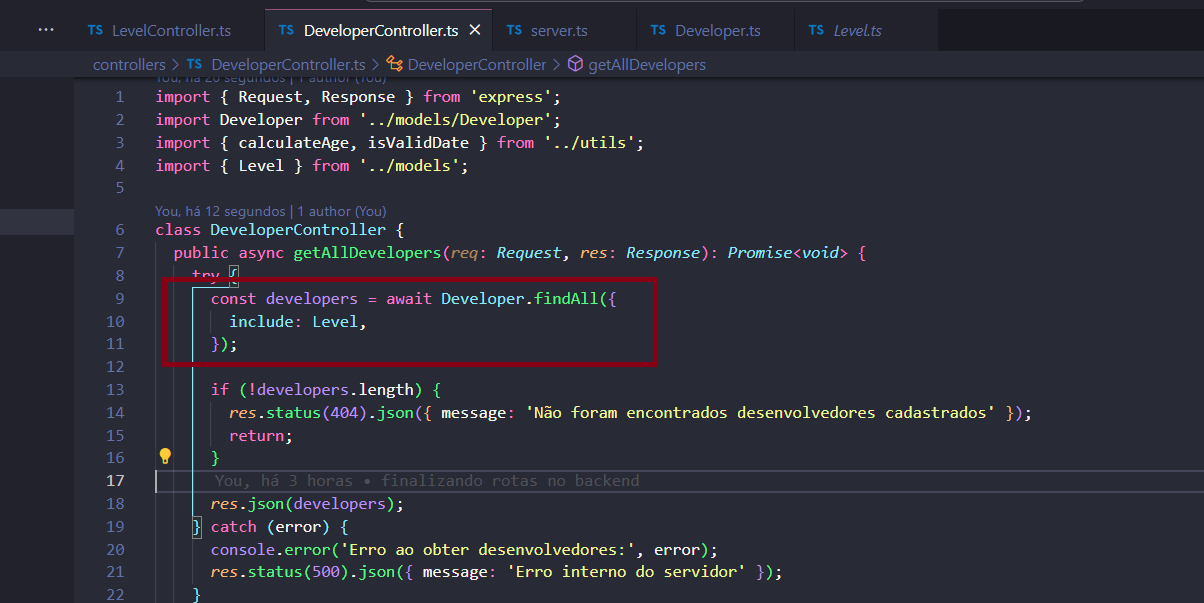 ··· TS LevelController.ts TS DeveloperController.ts × TS server.ts TS Developer.ts TS Level.ts
controllers > TS DeveloperController.ts > DeveloperController > getAllDevelopers
You, há 20 segundos | 1 author (You)
1 import { Request, Response } from 'express';
2 import Developer from '../models/Developer';
3 import { calculateAge, isValidDate } from '../utils';
4 import { Level } from '../models';
5
You, há 12 segundos | 1 author (You)
6 class DeveloperController {
7 public async getAllDevelopers(req: Request, res: Response): Promise<void> {
8 try {
9 const developers = await Developer.findAll({
10 include: Level,
11 });
12
13 if (!developers.length) {
14 res.status(404).json({ message: 'Não foram encontrados desenvolvedores cadastrados' });
15 return;
16 }
17 You, há 3 horas • finalizando rotas no backend
18 res.json(developers);
19 } catch (error) {
20 console.error('Erro ao obter desenvolvedores:', error);
21 res.status(500).json({ message: 'Erro interno do servidor' });
22 }